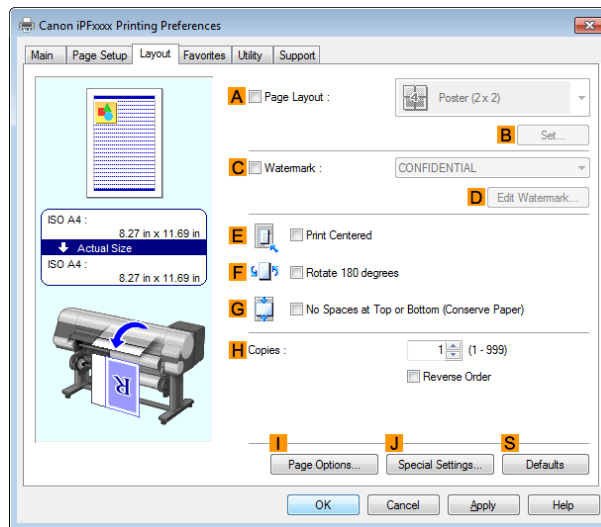 Canon iPFxxxx Printing Preferences
Main Page Setup Layout Favorites Utility Support
A Page Layout : 4 Poster (2 x 2)
B Set...
C Watermark : CONFIDENTIAL
D Edit Watermark...
ISO A4 :
8.27 in x 11.69 in
Actual Size
ISO A4 :
8.27 in x 11.69 in
E Print Centered
F Rotate 180 degrees
G No Spaces at Top or Bottom (Conserve Paper)
H Copies : 1 (1 - 999)
Reverse Order
R
I J S
Page Options... Special Settings... Defaults
OK Cancel Apply Help